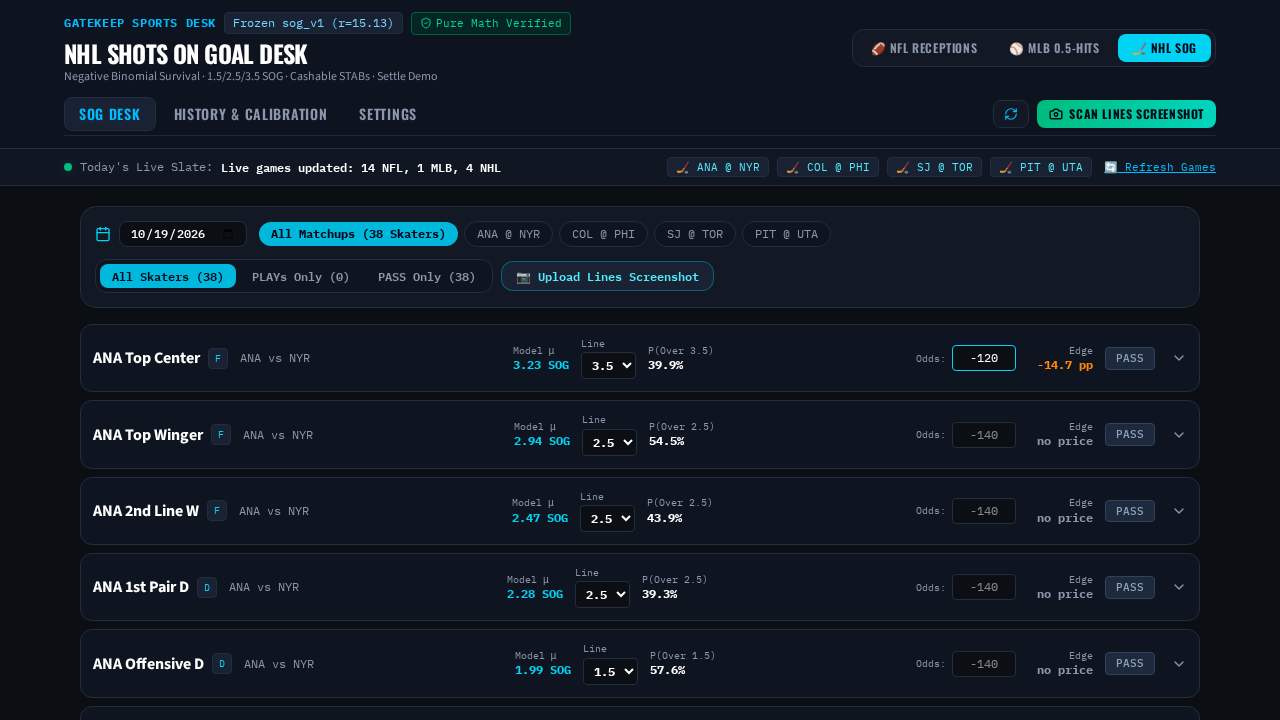 GATEKEEP SPORTS DESK Frozen sog_v1 (r=15.13) Pure Math Verified
NHL SHOTS ON GOAL DESK
Negative Binomial Survival · 1.5/2.5/3.5 SOG · Cashable STABs · Settle Demo
🏈 NFL RECEPTIONS ⚾ MLB 0.5-HITS 🏒 NHL SOG
SOG DESK HISTORY & CALIBRATION SETTINGS SCAN LINES SCREENSHOT
Today's Live Slate: Live games updated: 14 NFL, 1 MLB, 4 NHL 🏒 ANA @ NYR 🏒 COL @ PHI 🏒 SJ @ TOR 🏒 PIT @ UTA 🔄 Refresh Games
10/19/2026 All Matchups (38 Skaters) ANA @ NYR COL @ PHI SJ @ TOR PIT @ UTA
All Skaters (38) PLAYs Only (0) PASS Only (38) 📷 Upload Lines Screenshot
ANA Top Center F ANA vs NYR Model μ 3.23 SOG Line 3.5 P(Over 3.5) 39.9% Odds: -120 Edge -14.7 pp PASS
ANA Top Winger F ANA vs NYR Model μ 2.94 SOG Line 2.5 P(Over 2.5) 54.5% Odds: -140 Edge no price PASS
ANA 2nd Line W F ANA vs NYR Model μ 2.47 SOG Line 2.5 P(Over 2.5) 43.9% Odds: -140 Edge no price PASS
ANA 1st Pair D D ANA vs NYR Model μ 2.28 SOG Line 2.5 P(Over 2.5) 39.3% Odds: -140 Edge no price PASS
ANA Offensive D D ANA vs NYR Model μ 1.99 SOG Line 1.5 P(Over 1.5) 57.6% Odds: -140 Edge no price PASS